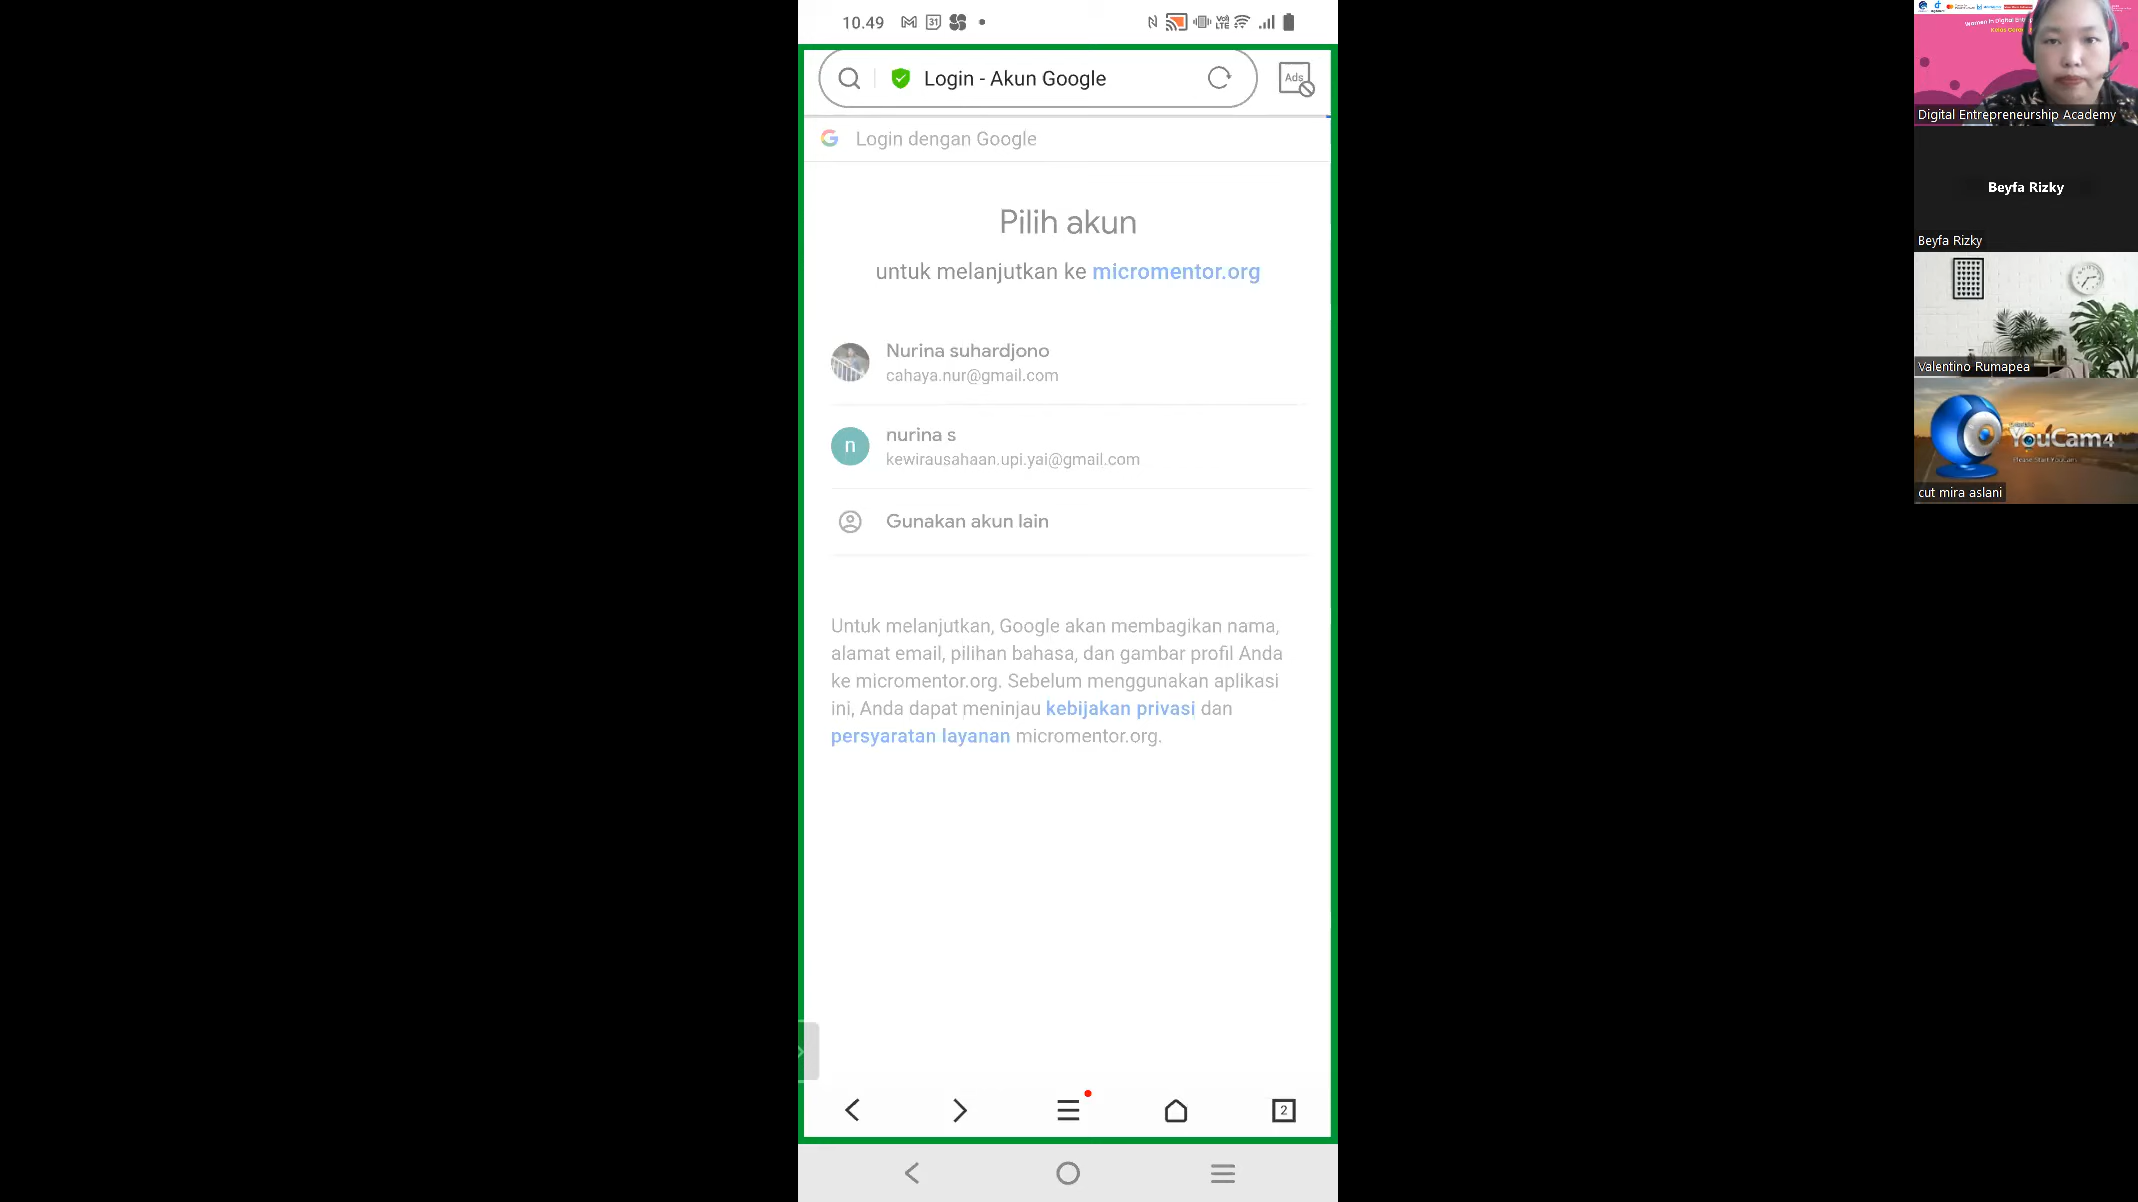 10.49
31
Vo)
LTE
Login - Akun Google
Ads
Login dengan Google
Pilih akun
untuk melanjutkan ke micromentor.org
Nurina suhardjono
cahaya.nur@gmail.com
n
nurina s
kewirausahaan.upi.yai@gmail.com
Gunakan akun lain
Untuk melanjutkan, Google akan membagikan nama,
alamat email, pilihan bahasa, dan gambar profil Anda
ke micromentor.org. Sebelum menggunakan aplikasi
ini, Anda dapat meninjau kebijakan privasi dan
persyaratan layanan micromentor.org.
2
Digital Entrepreneurship Academy
Beyfa Rizky
Beyfa Rizky
Valentino Rumapea
YouCam4
cut mira aslani